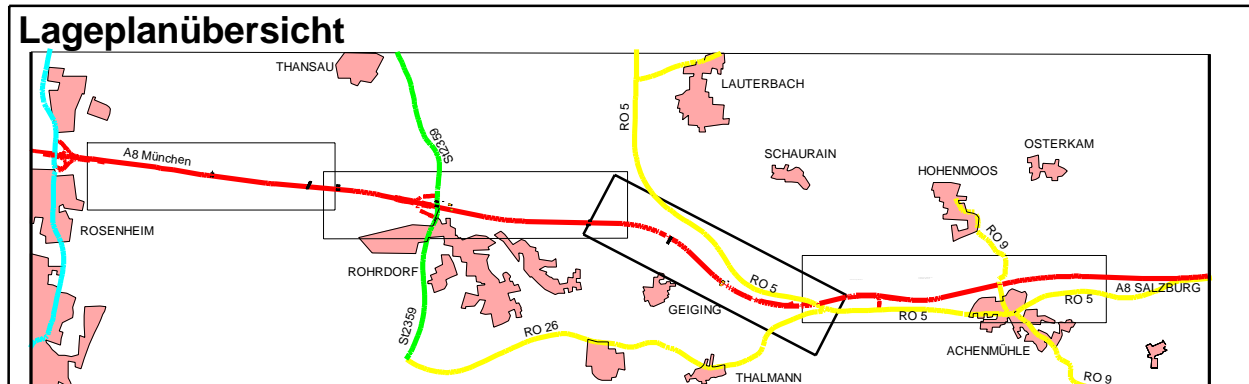 Lageplanübersicht
THANSAU
LAUTERBACH
RO 5
St2359
A8 München
SCHAURAIN
OSTERKAM
HOHENMOOS
ROSENHEIM
RO 9
ROHRDORF
RO 5
A8 SALZBURG
GEIGING
RO 5
RO 5
St2359
RO 26
ACHENMÜHLE
THALMANN
RO 9